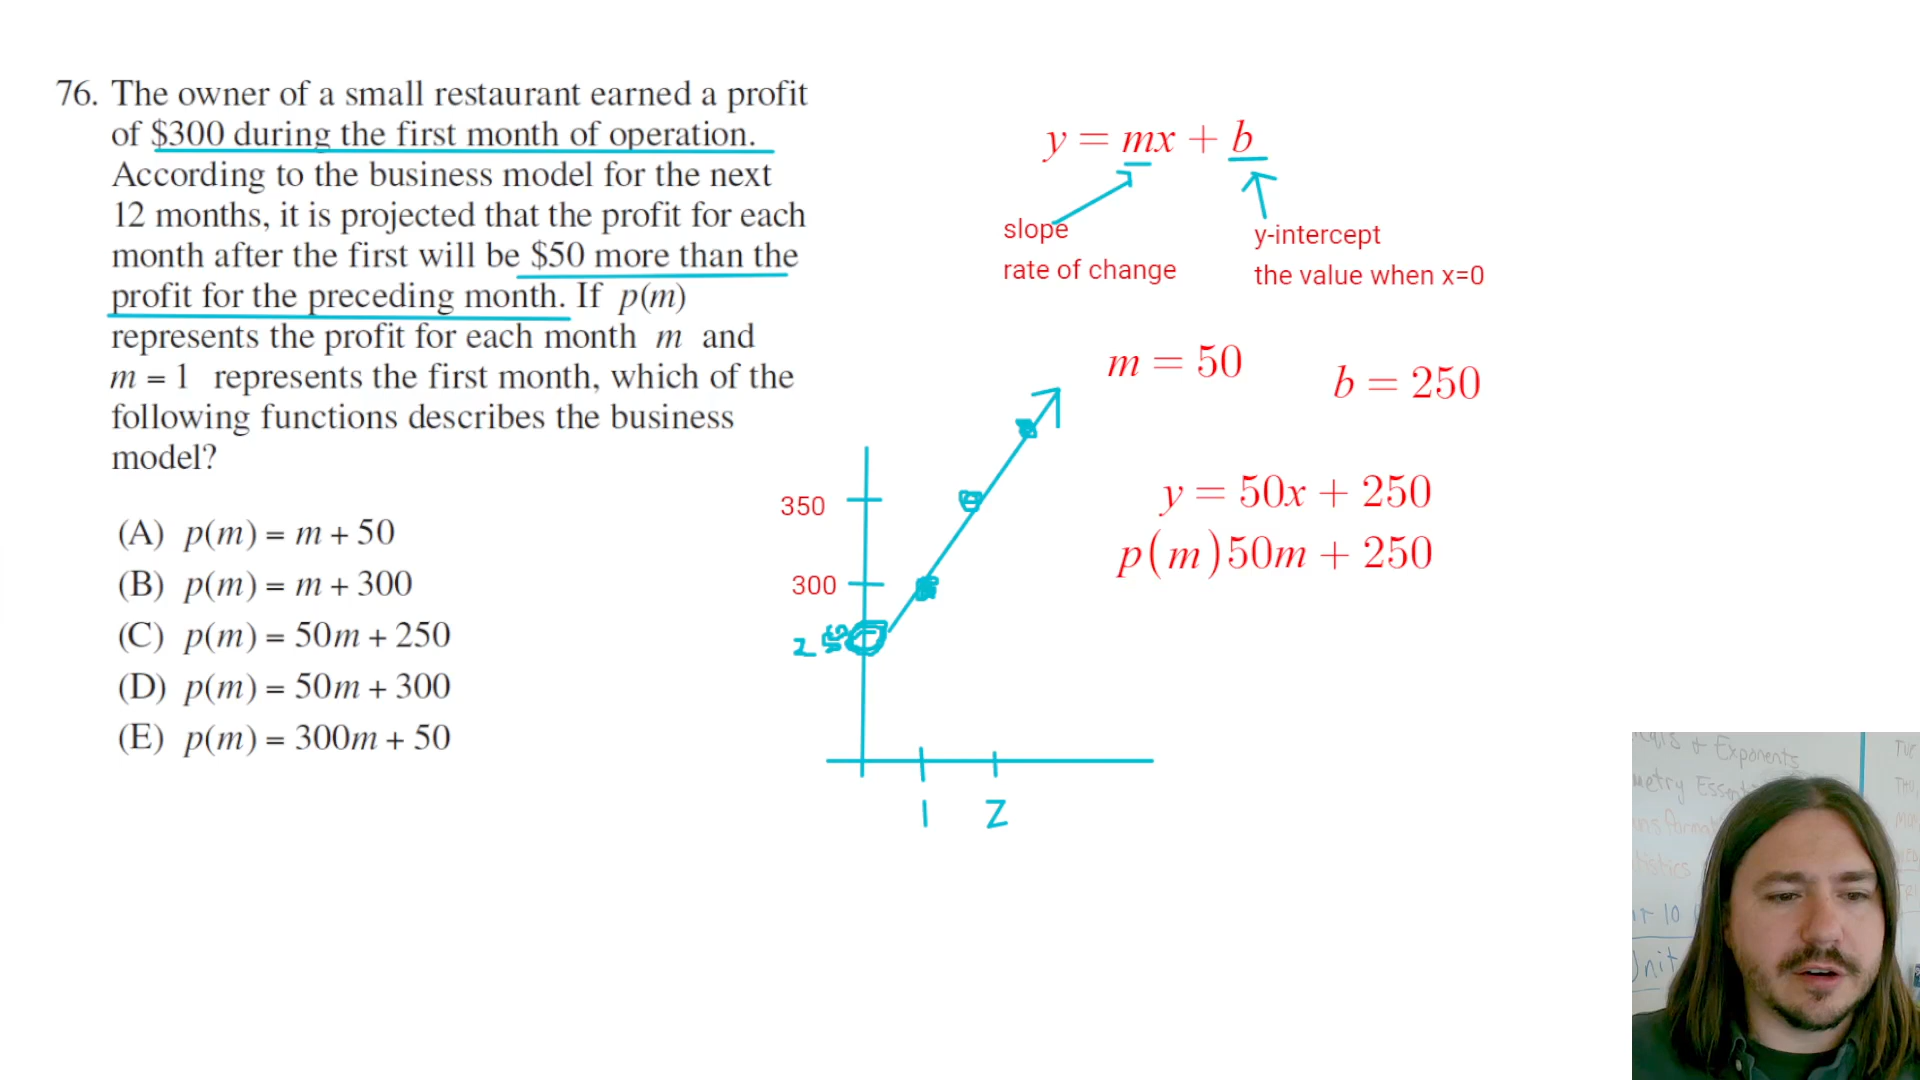 76. The owner of a small restaurant earned a profit
of $300 during the first month of operation.
According to the business model for the next
12 months, it is projected that the profit for each
month after the first will be $50 more than the
profit for the preceding month. If p(m)
represents the profit for each month m and
m = 1 represents the first month, which of the
following functions describes the business
model?
(A) p(m) = m + 50
(B) p(m) = m + 300
(C) p(m) = 50m + 250
(D) p(m) = 50m + 300
(E) p(m) = 300m + 50
y = mx + b
slope
rate of change
y-intercept
the value when x=0
m = 50
b = 250
y = 50x + 250
p(m)50m + 250
350
300
250
1 2
& Exponents